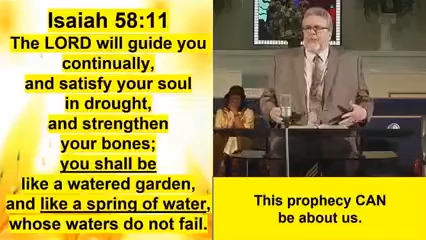 Isaiah 58:11
The LORD will guide you
continually,
and satisfy your soul
in drought,
and strengthen
your bones;
you shall be
like a watered garden,
and like a spring of water,
whose waters do not fail.
This prophecy CAN
be about us.